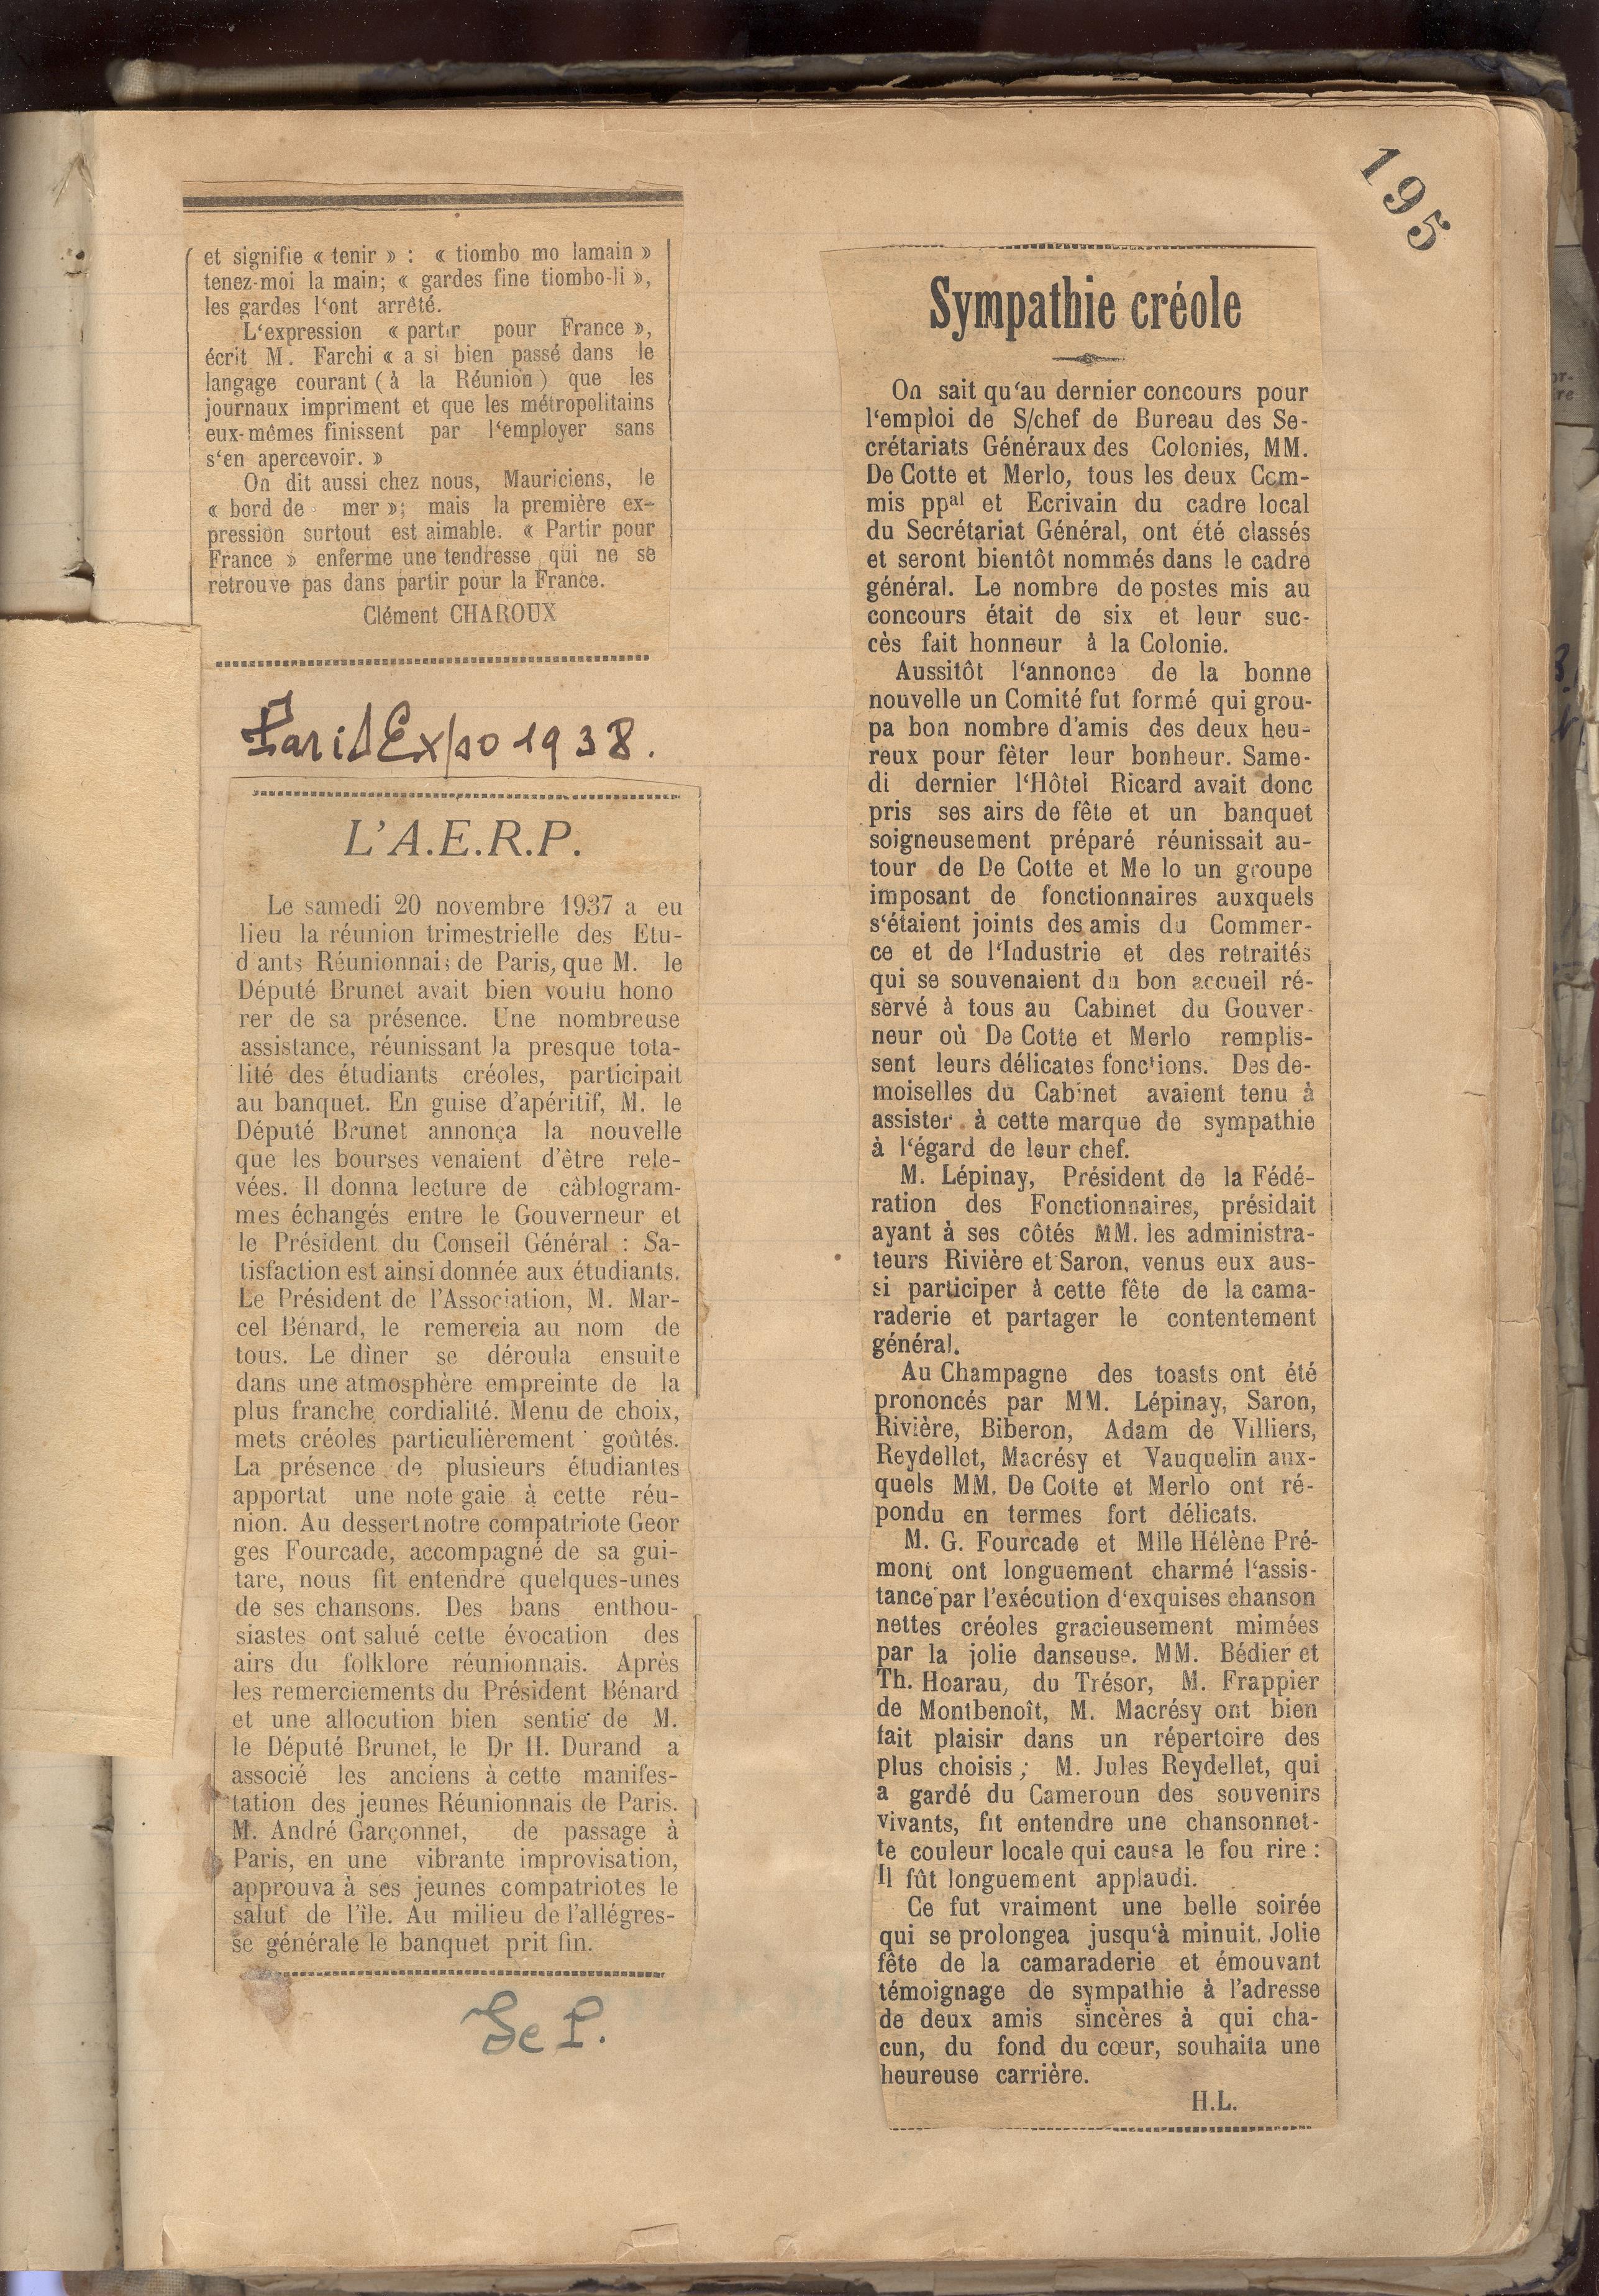 195
et signifie « tenir » : « tiombo mo lamain »
tenez-moi la main; « gardes fine tiombo-li »,
les gardes l‘ont arrêté.
L‘expression « partir pour France »,
écrit M. Farchi « a si bien passé dans le
langage courant ( à la Réunion ) que les
journaux impriment et que les métropolitains
eux-mêmes finissent par l‘employer sans
s‘en apercevoir. »
On dit aussi chez nous, Mauriciens, le
« bord de mer »; mais la première ex-
pression surtout est aimable. « Partir pour
France » enferme une tendresse qui ne se
retrouve pas dans partir pour la France.
Clément CHAROUX
Paris Expo 1938.
L’A.E.R.P.
Le samedi 20 novembre 1937 a eu
lieu la réunion trimestrielle des Etu-
d ants Réunionnais de Paris, que M. le
Député Brunet avait bien voulu hono
rer de sa présence. Une nombreuse
assistance, réunissant la presque tota-
lité des étudiants créoles, participait
au banquet. En guise d’apéritif, M. le
Député Brunet annonça la nouvelle
que les bourses venaient d’être rele-
vées. Il donna lecture de càblogram-
mes échangés entre le Gouverneur et
le Président du Conseil Général : Sa-
tisfaction est ainsi donnée aux étudiants.
Le Président de l’Association, M. Mar-
cel Bénard, le remercia au nom de
tous. Le dîner se déroula ensuite
dans une atmosphère empreinte de la
plus franche cordialité. Menu de choix,
mets créoles particulièrement goûtés.
La présence de plusieurs étudiantes
apportat une note gaie à cette réu-
nion. Au dessert notre compatriote Geor
ges Fourcade, accompagné de sa gui-
tare, nous fit entendre quelques-unes
de ses chansons. Des bans enthou-
siastes ont salué cette évocation des
airs du folklore réunionnais. Après
les remerciements du Président Bénard
et une allocution bien sentie de M.
le Député Brunet, le Dr H. Durand a
associé les anciens à cette manifes-
tation des jeunes Réunionnais de Paris.
M. André Garçonnet, de passage à
Paris, en une vibrante improvisation,
approuva à ses jeunes compatriotes le
salut de l’île. Au milieu de l’allégres-
se générale le banquet prit fin.
Le P.
Sympathie créole
On sait qu‘au dernier concours pour
l‘emploi de S/chef de Bureau des Se-
crétariats Généraux des Colonies, MM.
De Cotte et Merlo, tous les deux Com-
mis ppal et Ecrivain du cadre local
du Secrétariat Général, ont été classés
et seront bientôt nommés dans le cadre
général. Le nombre de postes mis au
concours était de six et leur suc-
cès fait honneur à la Colonie.
Aussitôt l‘annonce de la bonne
nouvelle un Comité fut formé qui grou-
pa bon nombre d’amis des deux heu-
reux pour fèter leur bonheur. Same-
di dernier l‘Hôtel Ricard avait donc
pris ses airs de fête et un banquet
soigneusement préparé réunissait au-
tour de De Cotte et Me lo un groupe
imposant de fonctionnaires auxquels
s‘étaient joints des amis du Commer-
ce et de l‘Industrie et des retraités
qui se souvenaient du bon accueil ré-
servé à tous au Cabinet du Gouver-
neur où De Cotte et Merlo remplis-
sent leurs délicates fonctions. Des de-
moiselles du Cabinet avaient tenu à
assister à cette marque de sympathie
à l‘égard de leur chef.
M. Lépinay, Président de la Fédé-
ration des Fonctionnaires, présidait
ayant à ses côtés MM. les administra-
teurs Rivière et Saron, venus eux aus-
si participer à cette fête de la cama-
raderie et partager le contentement
général.
Au Champagne des toasts ont été
prononcés par MM. Lépinay, Saron,
Rivière, Biberon, Adam de Villiers,
Reydellet, Macrésy et Vauquelin aux-
quels MM. De Cotte et Merlo ont ré-
pondu en termes fort délicats.
M. G. Fourcade et Mlle Hélène Pré-
mont ont longuement charmé l‘assis-
tance par l’exécution d‘exquises chanson
nettes créoles gracieusement mimées
par la jolie danseuse. MM. Bédier et
Th. Hoarau, du Trésor, M. Frappier
de Montbenoît, M. Macrésy ont bien
fait plaisir dans un répertoire des
plus choisis ; M. Jules Reydellet, qui
a gardé du Cameroun des souvenirs
vivants, fit entendre une chansonnet-
te couleur locale qui causa le fou rire :
Il fût longuement applaudi.
Ce fut vraiment une belle soirée
qui se prolongea jusqu‘à minuit. Jolie
fête de la camaraderie et émouvant
témoignage de sympathie à l’adresse
de deux amis sincères à qui cha-
cun, du fond du cœur, souhaita une
heureuse carrière.
H.L.